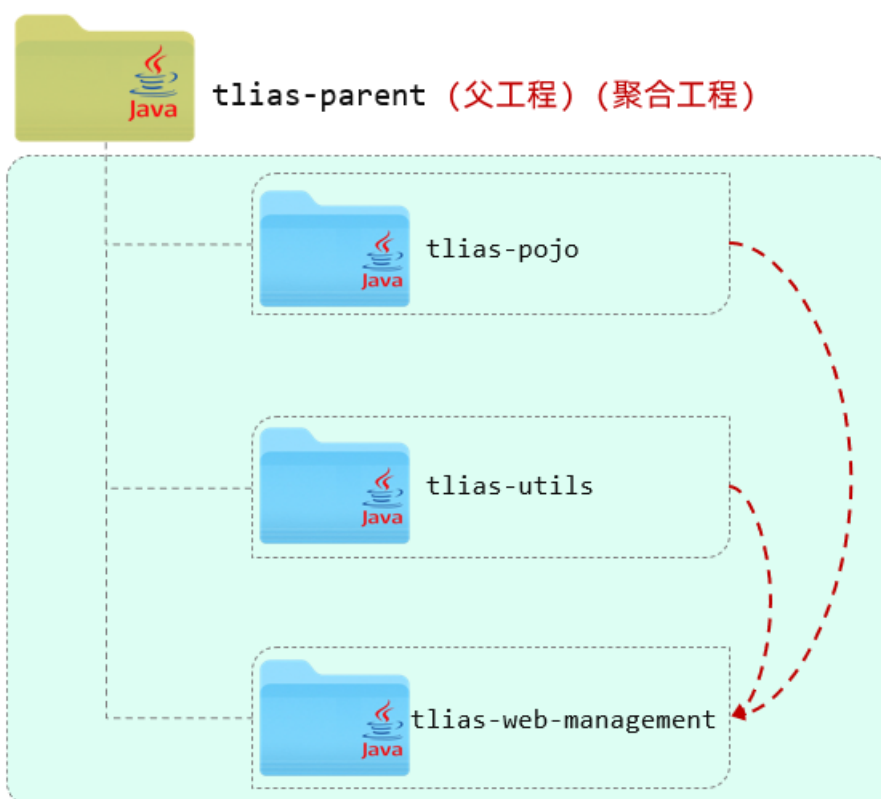 Java
tlias-parent (父工程) (聚合工程)
Java
tlias-pojo
Java
tlias-utils
Java
tlias-web-management